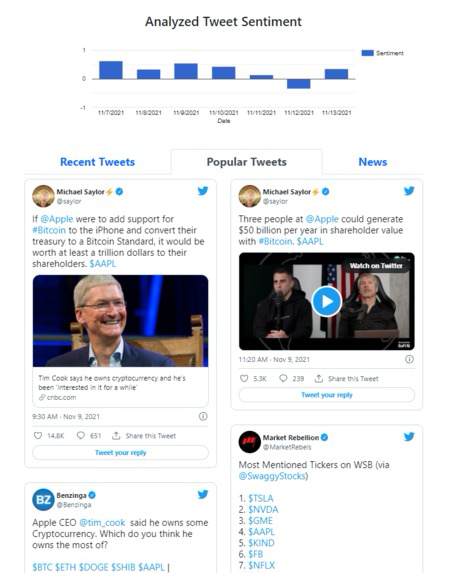 Analyzed Tweet Sentiment
1
0
-1
Sentiment
11/7/2021 11/8/2021 11/9/2021 11/10/2021 11/11/2021 11/12/2021 11/13/2021
Date
Recent Tweets
Popular Tweets
News
Michael Saylor⚡
@saylor
If @Apple were to add support for
#Bitcoin to the iPhone and convert their
treasury to a Bitcoin Standard, it would be
worth at least a trillion dollars to their
shareholders. $AAPL
Tim Cook says he owns cryptocurrency and he's
been 'interested in it for a while'
cnbc.com
9:30 AM · Nov 9, 2021
14.8K 651 Share this Tweet
Tweet your reply
BZ
Benzinga
@Benzinga
Apple CEO @tim_cook said he owns some
Cryptocurrency. Which do you think he
owns the most of?
$BTC $ETH $DOGE $SHIB $AAPL |
Michael Saylor⚡
@saylor
Three people at @Apple could generate
$50 billion per year in shareholder value
with #Bitcoin. $AAPL
Watch on Twitter
11:20 AM · Nov 9, 2021
5.3K 239 Share this Tweet
Tweet your reply
Market Rebellion
@MarketRebels
Most Mentioned Tickers on WSB (via
@SwaggyStocks)
1. $TSLA
2. $NVDA
3. $GME
4. $AAPL
5. $KIND
6. $FB
7. $NFLX